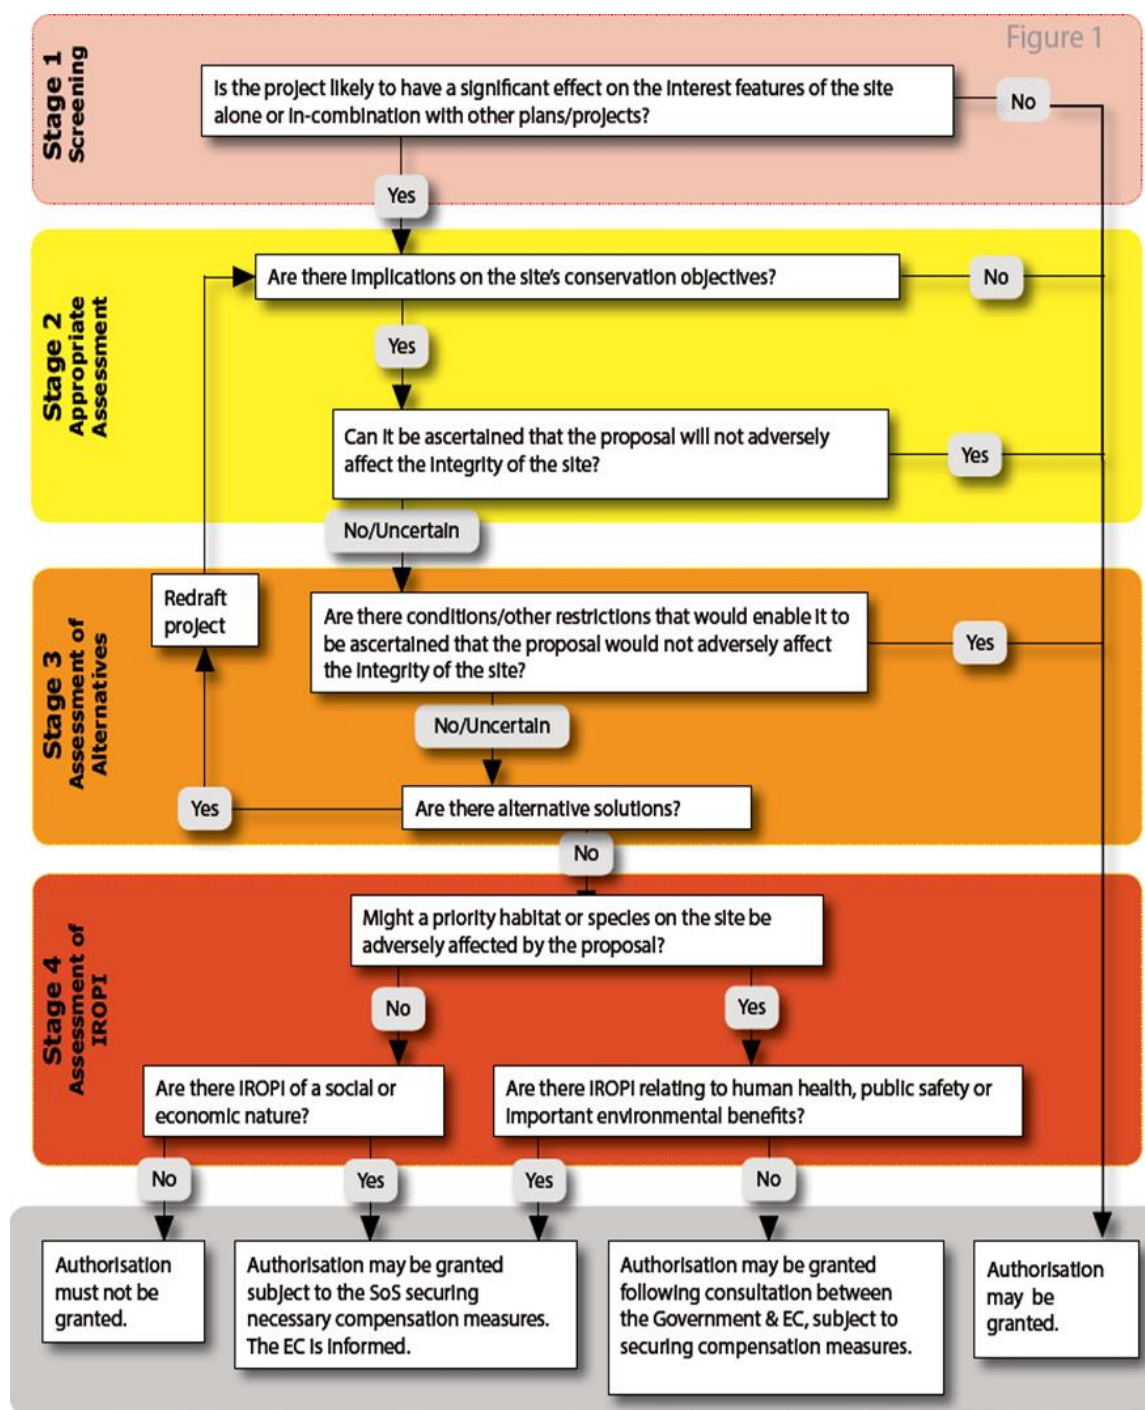 Figure 1
Stage 1
Screening
Is the project likely to have a significant effect on the interest features of the site
alone or in-combination with other plans/projects?
No
Yes
Stage 2
Appropriate
Assessment
Are there implications on the site's conservation objectives?
No
Yes
Can it be ascertained that the proposal will not adversely
affect the integrity of the site?
Yes
No/Uncertain
Stage 3
Assessment of
Alternatives
Redraft
project
Are there conditions/other restrictions that would enable it to
be ascertained that the proposal would not adversely affect
the integrity of the site?
Yes
No/Uncertain
Are there alternative solutions?
Yes
No
Stage 4
Assessment of
IROPI
Might a priority habitat or species on the site be
adversely affected by the proposal?
No
Yes
Are there IROPI of a social or
economic nature?
Are there IROPI relating to human health, public safety or
important environmental benefits?
No
Yes
Yes
No
Authorisation
must not be
granted.
Authorisation may be granted
subject to the SoS securing
necessary compensation measures.
The EC is informed.
Authorisation may be granted
following consultation between
the Government & EC, subject to
securing compensation measures.
Authorisation
may be
granted.